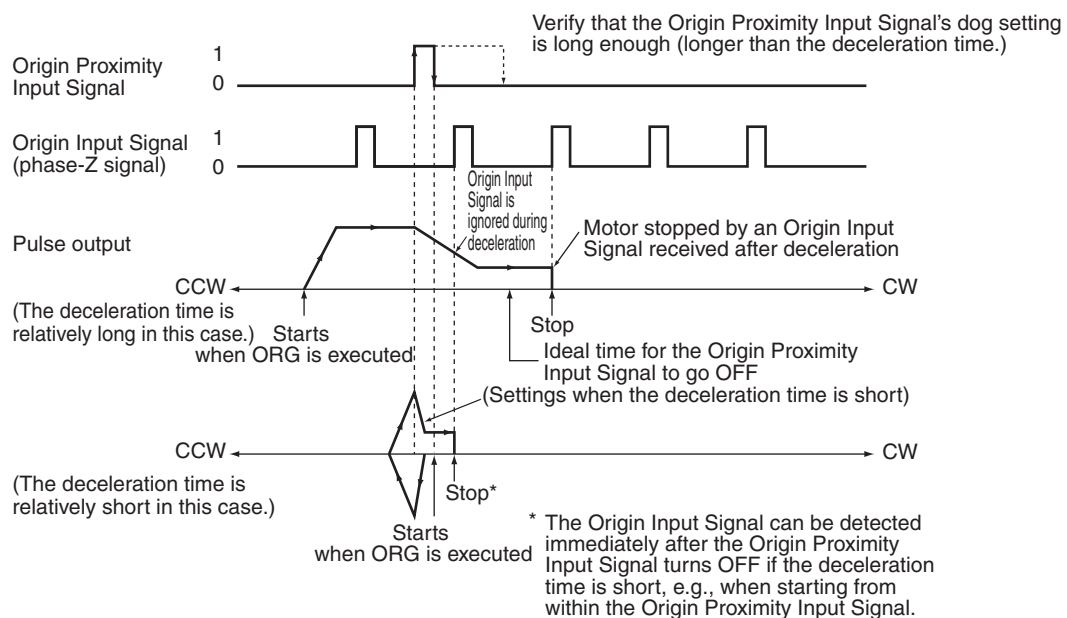 Verify that the Origin Proximity Input Signal's dog setting
is long enough (longer than the deceleration time.)
Origin Proximity
Input Signal
1
0
Origin Input Signal
(phase-Z signal)
1
0
Origin Input
Signal is
ignored during
deceleration
Pulse output
Motor stopped by an Origin Input
Signal received after deceleration
CCW
CW
(The deceleration time is
relatively long in this case.)
Starts
when ORG is executed
Stop
Ideal time for the Origin Proximity
Input Signal to go OFF
(Settings when the deceleration time is short)
CCW
CW
(The deceleration time is
relatively short in this case.)
Stop*
Starts
when ORG is executed
* The Origin Input Signal can be detected
immediately after the Origin Proximity
Input Signal turns OFF if the deceleration
time is short, e.g., when starting from
within the Origin Proximity Input Signal.